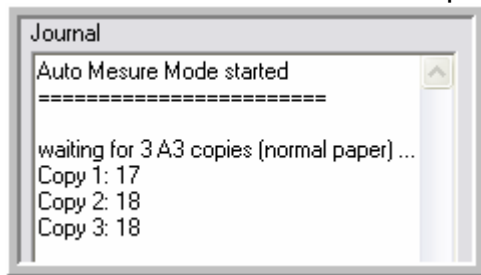 Journal
Auto Mesure Mode started
========================
waiting for 3 A3 copies (normal paper) ...
Copy 1: 17
Copy 2: 18
Copy 3: 18